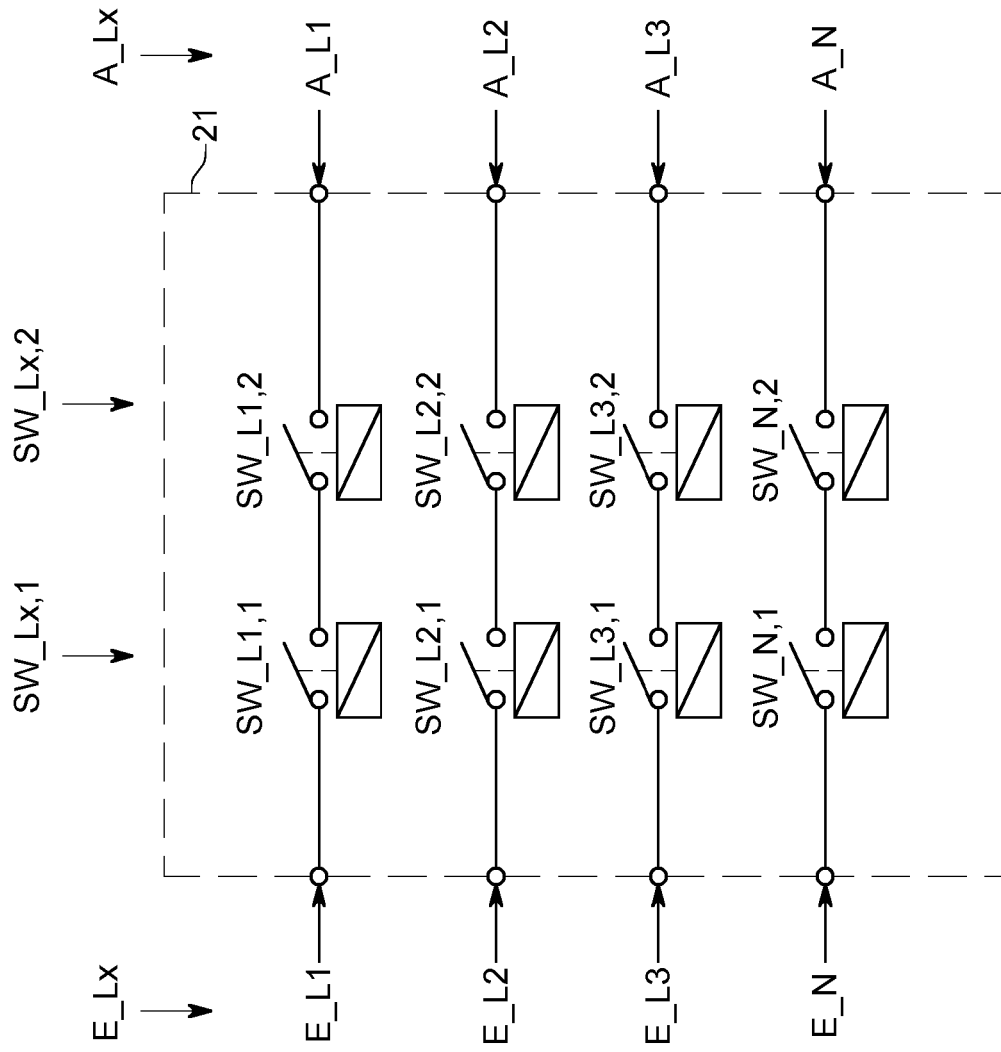 E_Lx
SW_Lx,1
SW_Lx,2
A_Lx
21
E_L1
SW_L1,1
SW_L1,2
A_L1
E_L2
SW_L2,1
SW_L2,2
A_L2
E_L3
SW_L3,1
SW_L3,2
A_L3
E_N
SW_N,1
SW_N,2
A_N